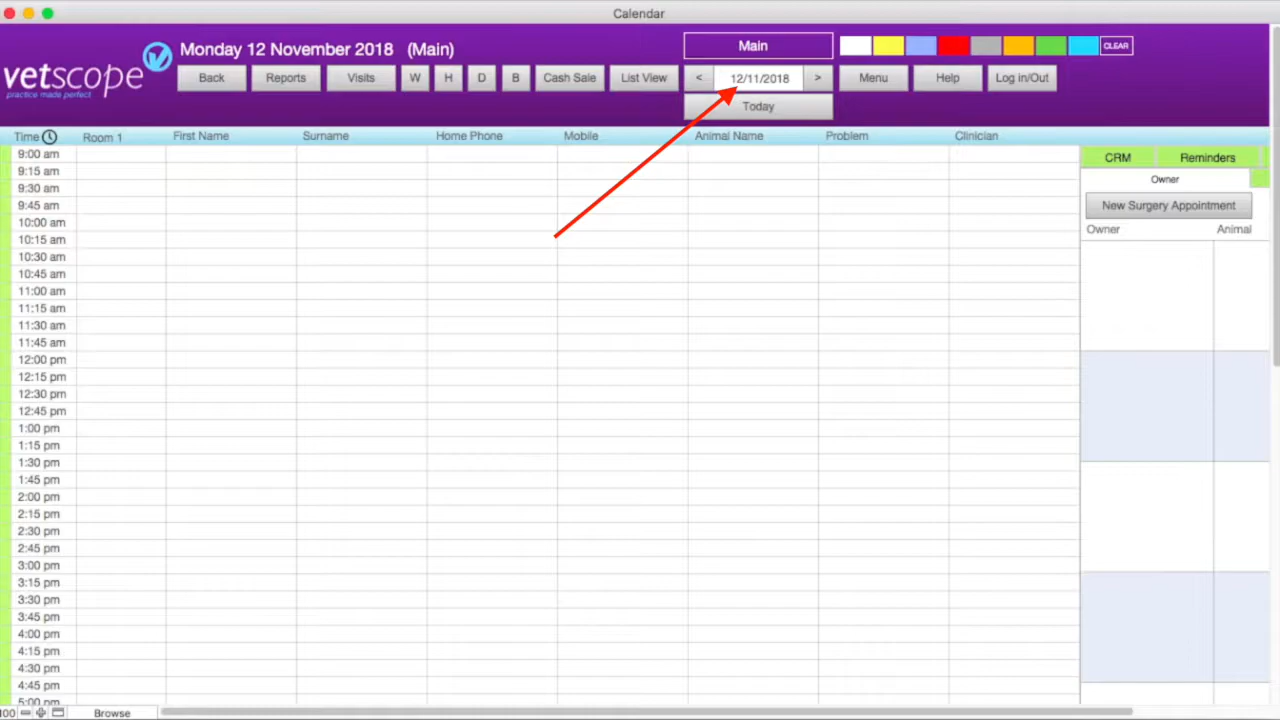 Calendar
vetscope
practice made perfect
Monday 12 November 2018 (Main)
Main
CLEAR
Back Reports Visits W H D B Cash Sale List View < 12/11/2018 > Menu Help Log in/Out
Today
Time Room 1 First Name Surname Home Phone Mobile Animal Name Problem Clinician
CRM Reminders
Owner
New Surgery Appointment
Owner Animal
9:00 am
9:15 am
9:30 am
9:45 am
10:00 am
10:15 am
10:30 am
10:45 am
11:00 am
11:15 am
11:30 am
11:45 am
12:00 pm
12:15 pm
12:30 pm
12:45 pm
1:00 pm
1:15 pm
1:30 pm
1:45 pm
2:00 pm
2:15 pm
2:30 pm
2:45 pm
3:00 pm
3:15 pm
3:30 pm
3:45 pm
4:00 pm
4:15 pm
4:30 pm
4:45 pm
5:00 pm
100 Browse